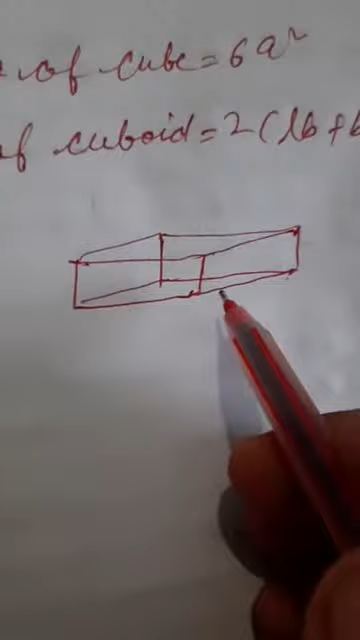 of cube = 6a²
of cuboid = 2(lb + b